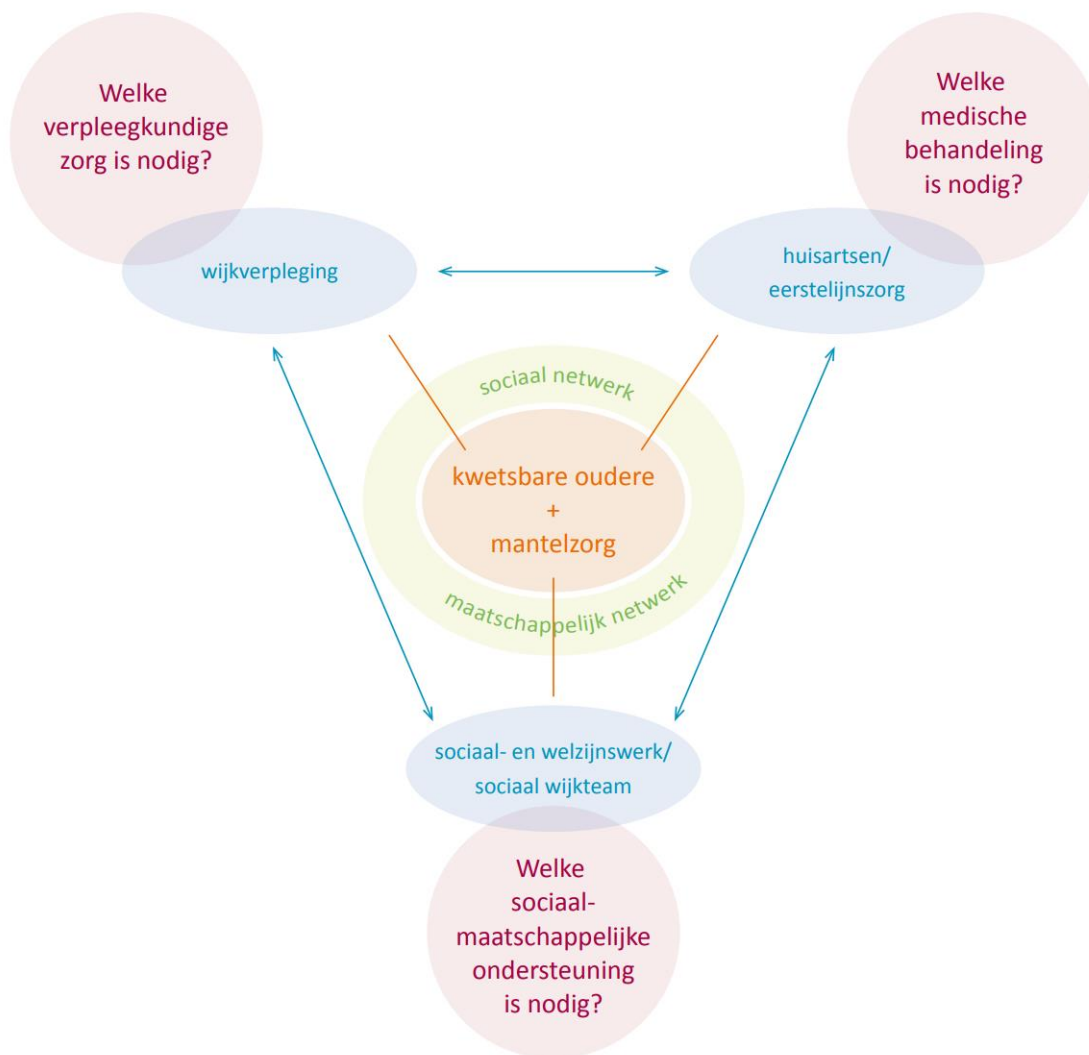 Welke
verpleegkundige
zorg is nodig?
Welke
medische
behandeling
is nodig?
wijkverpleging
huisartsen/
eerstelijnszorg
sociaal netwerk
kwetsbare oudere
+
mantelzorg
maatschappelijk netwerk
sociaal- en welzijnswerk/
sociaal wijkteam
Welke
sociaal-
maatschappelijke
ondersteuning
is nodig?